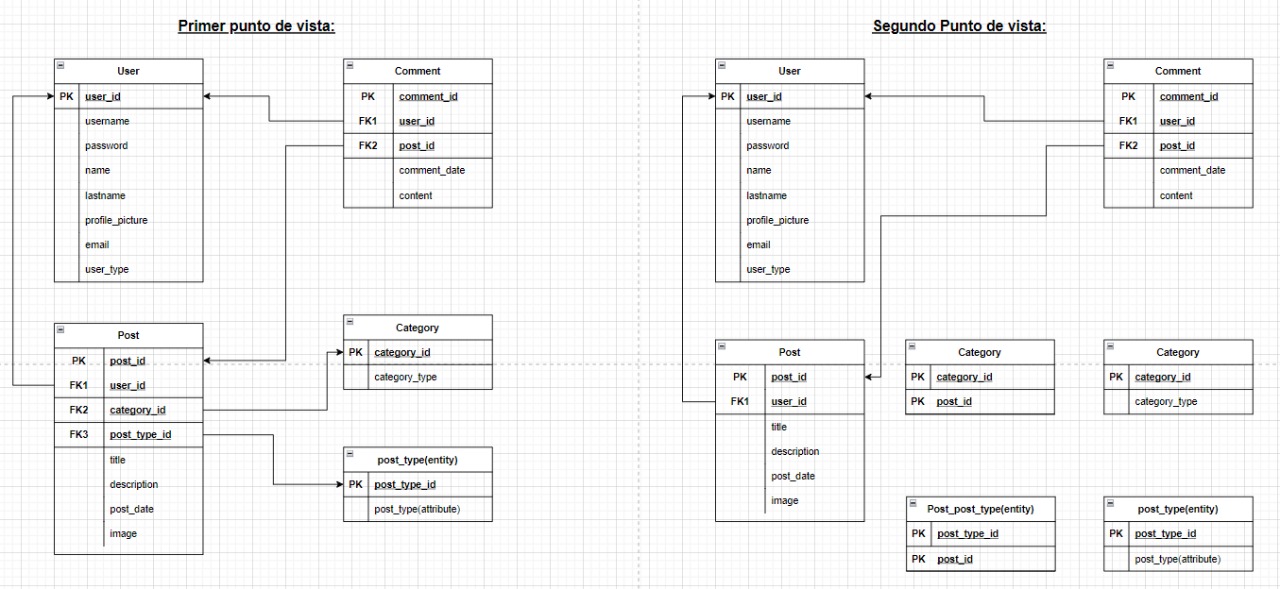 Primer punto de vista:
User
PK user_id
username
password
name
lastname
profile_picture
email
user_type
Comment
PK comment_id
FK1 user_id
FK2 post_id
comment_date
content
Post
PK post_id
FK1 user_id
FK2 category_id
FK3 post_type_id
title
description
post_date
image
Category
PK category_id
category_type
post_type(entity)
PK post_type_id
post_type(attribute)
Segundo Punto de vista:
User
PK user_id
username
password
name
lastname
profile_picture
email
user_type
Comment
PK comment_id
FK1 user_id
FK2 post_id
comment_date
content
Post
PK post_id
FK1 user_id
title
description
post_date
image
Category
PK category_id
PK post_id
Category
PK category_id
category_type
Post_post_type(entity)
PK post_type_id
PK post_id
post_type(entity)
PK post_type_id
post_type(attribute)